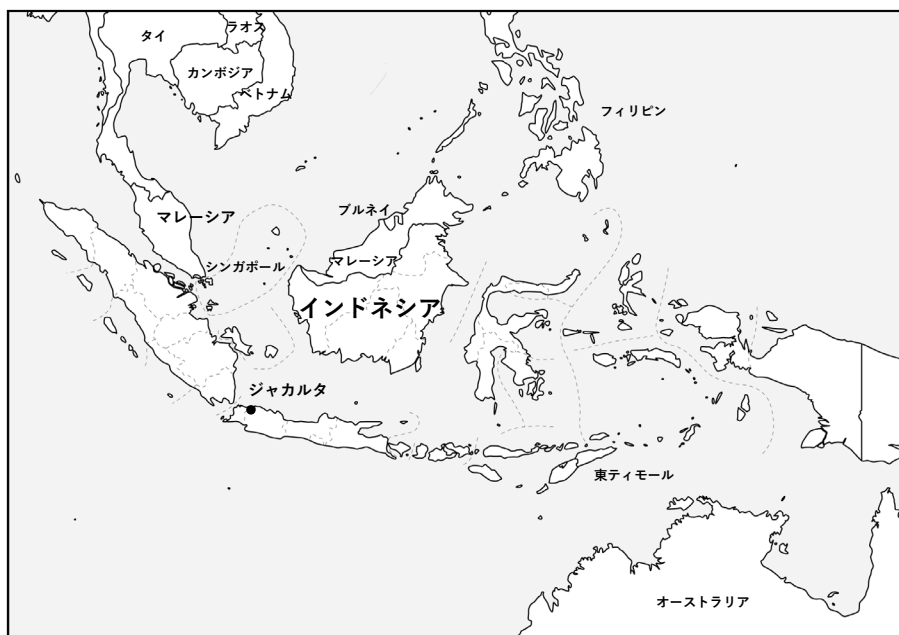 タイ
ラオス
カンボジア
ベトナム
フィリピン
マレーシア
ブルネイ
マレーシア
シンガポール
インドネシア
ジャカルタ
東ティモール
オーストラリア